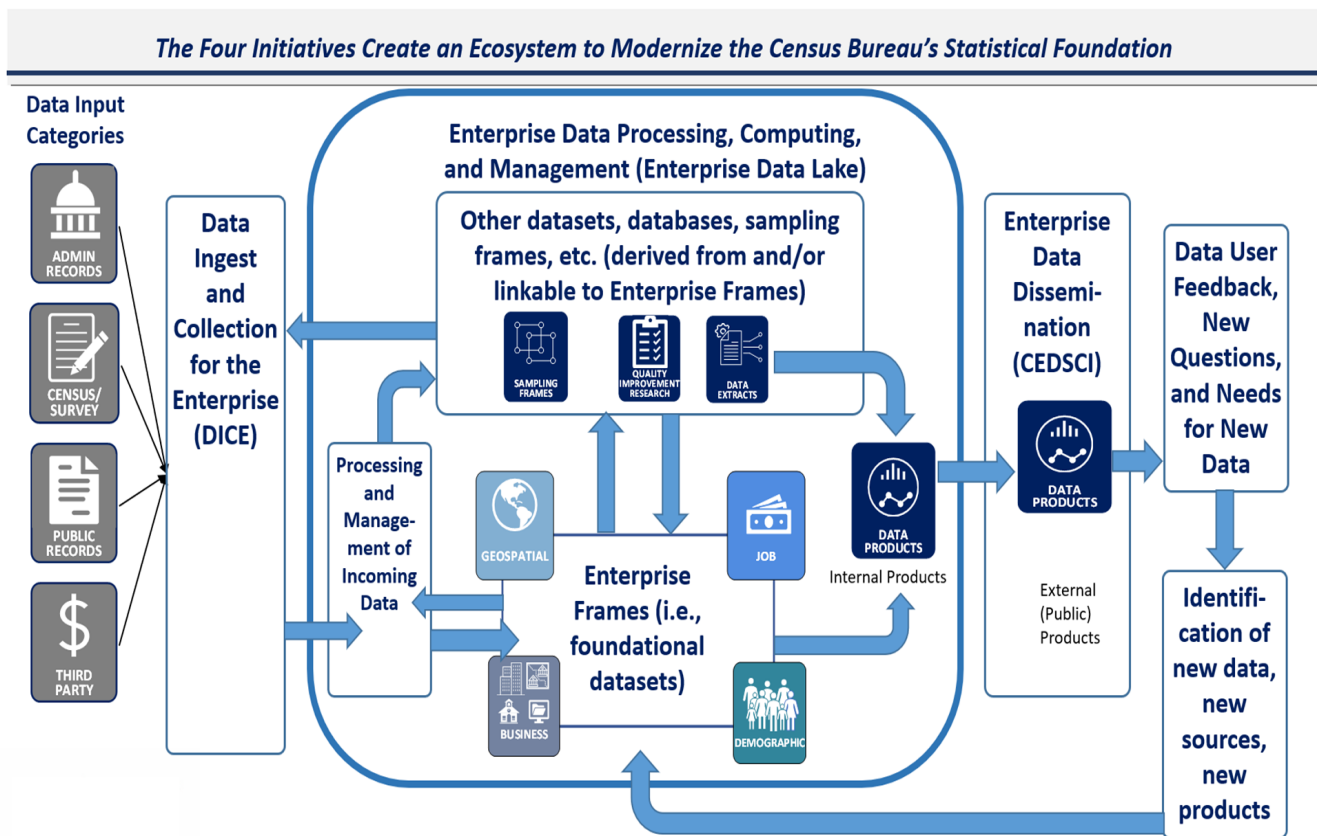 The Four Initiatives Create an Ecosystem to Modernize the Census Bureau's Statistical Foundation
Data Input
Categories
ADMIN
RECORDS
CENSUS/
SURVEY
PUBLIC
RECORDS
THIRD
PARTY
Data
Ingest
and
Collection
for the
Enterprise
(DICE)
Enterprise Data Processing, Computing,
and Management (Enterprise Data Lake)
Other datasets, databases, sampling
frames, etc. (derived from and/or
linkable to Enterprise Frames)
SAMPLING
FRAMES
QUALITY
IMPROVEMENT
RESEARCH
DATA
EXTRACTS
Processing
and
Manage-
ment of
Incoming
Data
GEOSPATIAL
JOB
Enterprise
Frames (i.e.,
foundational
datasets)
BUSINESS
DEMOGRAPHIC
DATA
PRODUCTS
Internal Products
Enterprise
Data
Dissemi-
nation
(CEDSCI)
DATA
PRODUCTS
External
(Public)
Products
Data User
Feedback,
New
Questions,
and Needs
for New
Data
Identifi-
cation of
new data,
new
sources,
new
products